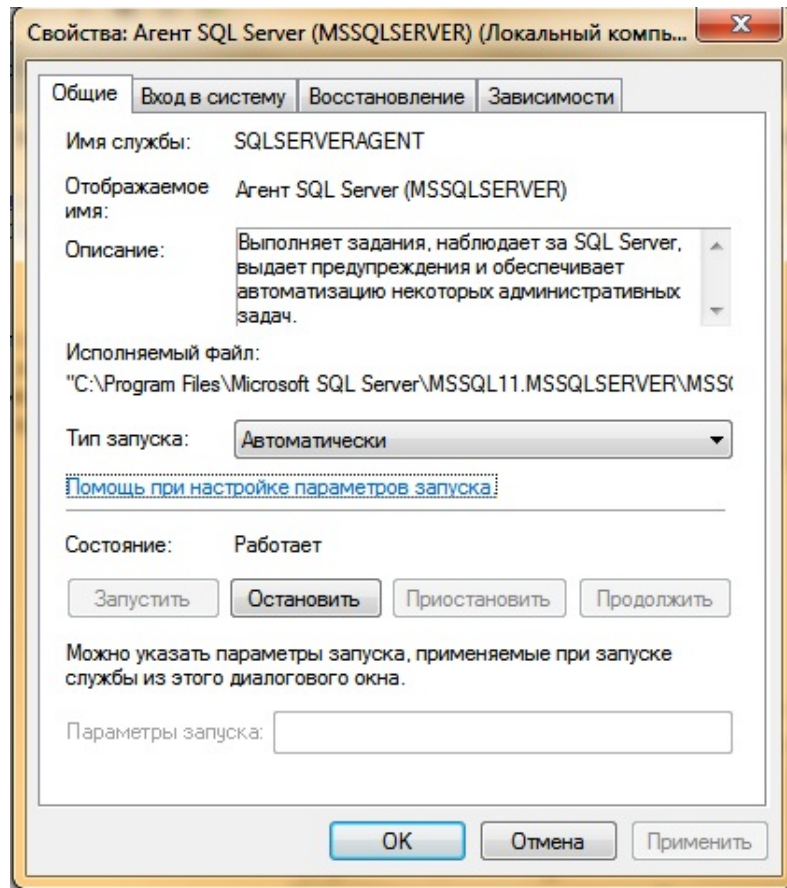 Свойства: Агент SQL Server (MSSQLSERVER) (Локальный компь...
Общие Вход в систему Восстановление Зависимости
Имя службы: SQLSERVERAGENT
Отображаемое имя: Агент SQL Server (MSSQLSERVER)
Описание: Выполняет задания, наблюдает за SQL Server,
выдает предупреждения и обеспечивает
автоматизацию некоторых административных
задач.
Исполняемый файл:
"C:\Program Files\Microsoft SQL Server\MSSQL11.MSSQLSERVER\MSSQ
Тип запуска: Автоматически
Помощь при настройке параметров запуска.
Состояние: Работает
Запустить Остановить Приостановить Продолжить
Можно указать параметры запуска, применяемые при запуске
службы из этого диалогового окна.
Параметры запуска:
OK Отмена Применить